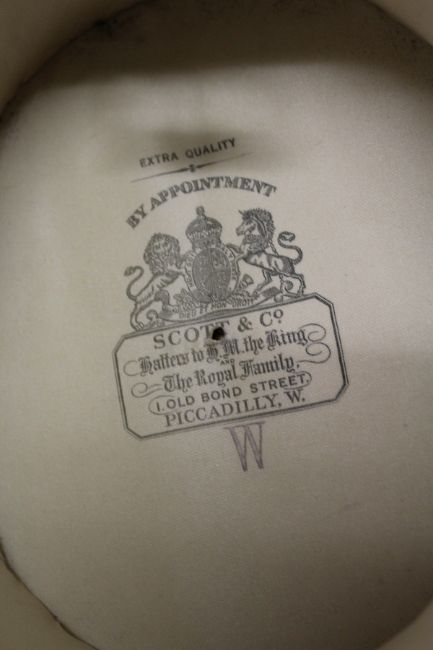 EXTRA QUALITY
BY APPOINTMENT
DIEU ET MON DROIT
SCOTT & Co
Hatters to H.M. the King
AND
The Royal Family,
1, OLD BOND STREET,
PICCADILLY, W.
W